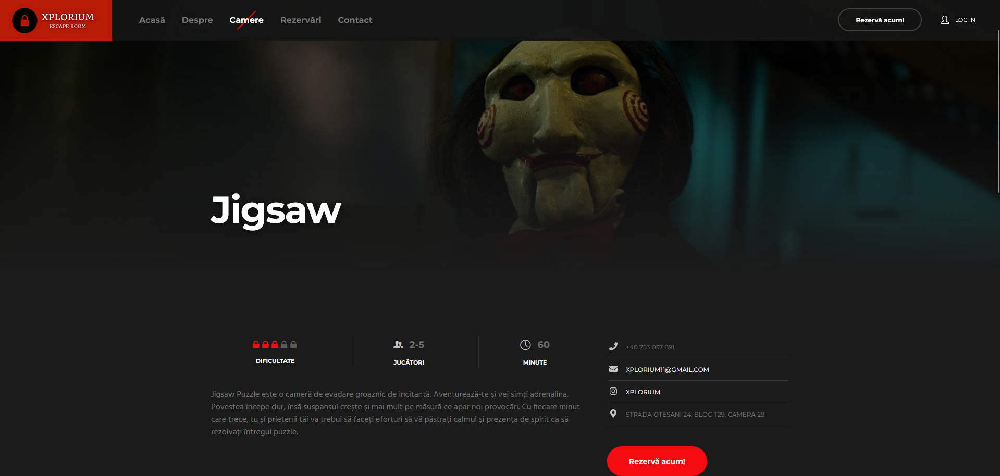 XPLORIUM
ESCAPE ROOM
Acasă
Despre
Camere
Rezervări
Contact
Rezervă acum!
LOG IN
Jigsaw
DIFICULTATE
2-5
JUCĂTORI
60
MINUTE
Jigsaw Puzzle este o cameră de evadare groaznic de incitantă. Aventurează-te și vei simți adrenalina.
Povestea începe dur, însă suspansul crește și mai mult pe măsură ce apar noi provocări. Cu fiecare minut
care trece, tu și prietenii tăi va trebui să faceți eforturi să vă păstrați calmul și prezența de spirit ca să
rezolvați întregul puzzle.
+40 753 037 891
XPLORIUM11@GMAIL.COM
XPLORIUM
STRADA OTESANI 24, BLOC T29, CAMERA 29
Rezervă acum!